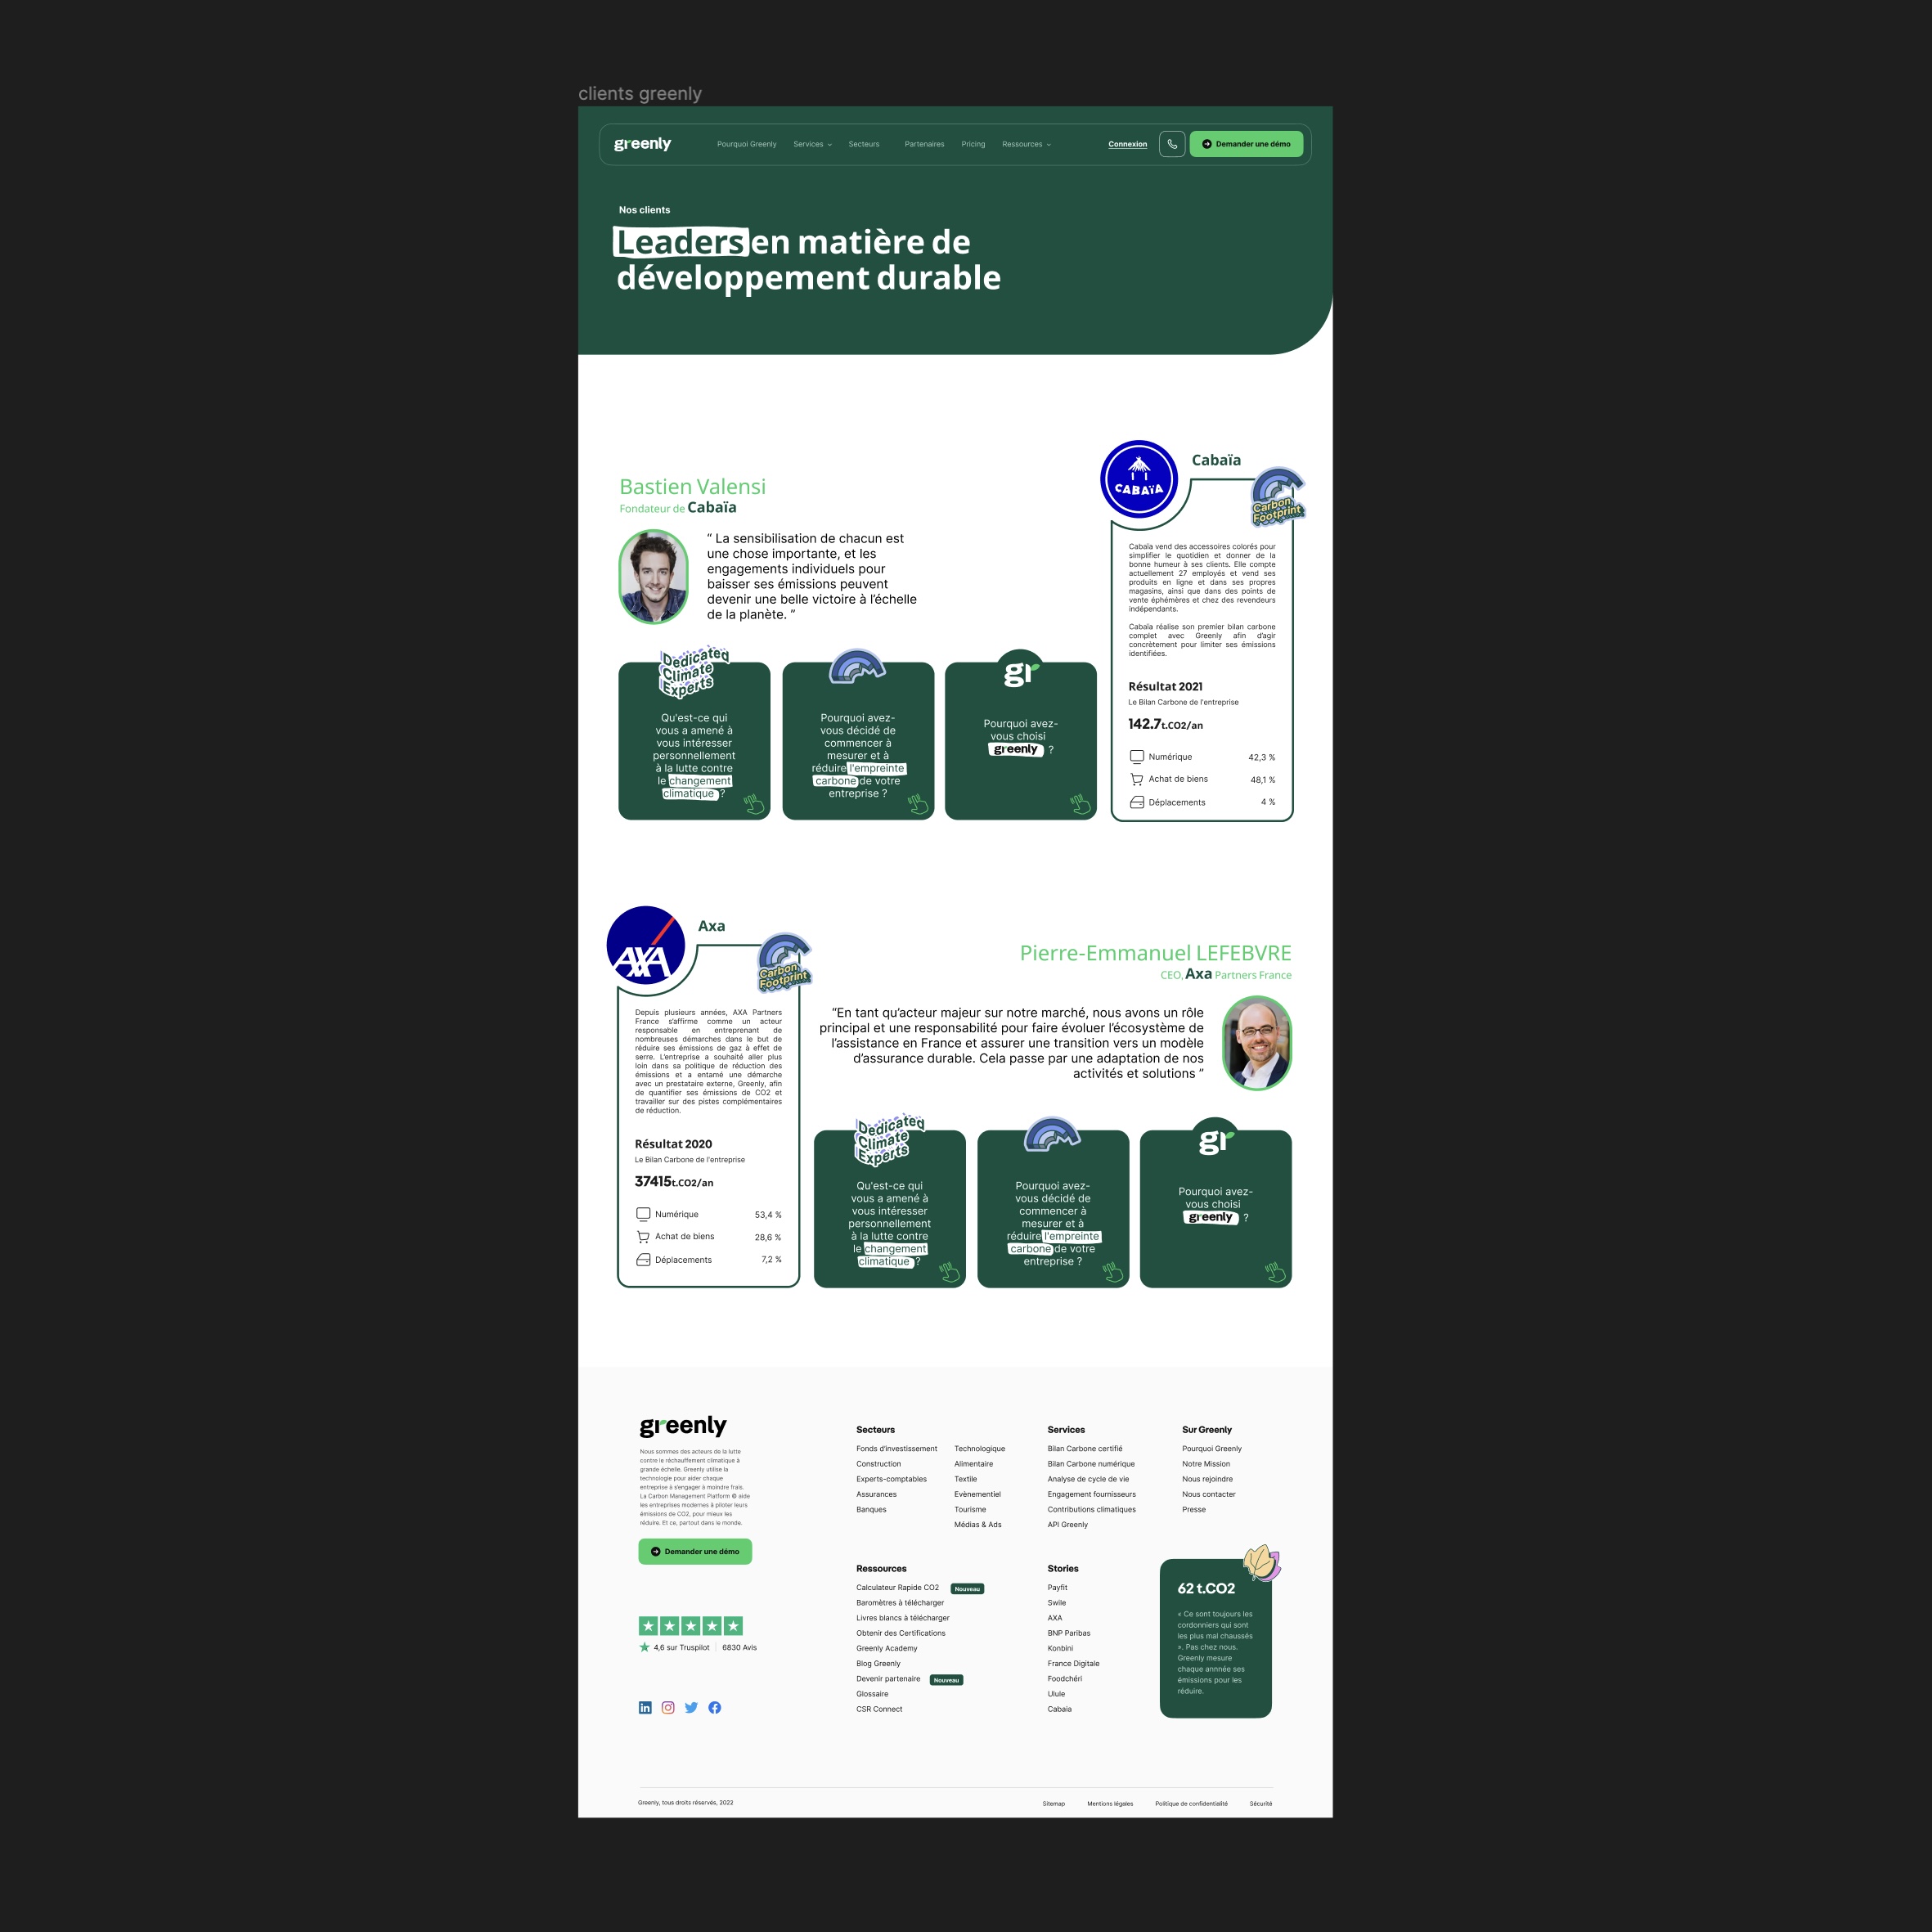 clients greenly
greenly
Pourquoi Greenly
Services
Secteurs
Partenaires
Pricing
Ressources
Connexion
Demander une démo
Nos clients
Leaders en matière de
développement durable
Bastien Valensi
Fondateur de Cabaïa
“ La sensibilisation de chacun est
une chose importante, et les
engagements individuels pour
baisser ses émissions peuvent
devenir une belle victoire à l’échelle
de la planète. ”
Dedicated
Climate
Experts
Qu'est-ce qui
vous a amené à
vous intéresser
personnellement
à la lutte contre
le changement
climatique ?
Pourquoi avez-
vous décidé de
commencer à
mesurer et à
réduire l'empreinte
carbone de votre
entreprise ?
gr
Pourquoi avez-
vous choisi
greenly ?
CABAÏA
Cabaïa
Carbon
Footprint
Cabaïa vend des accessoires colorés pour
simplifier le quotidien et donner de la
bonne humeur à ses clients. Elle compte
actuellement 27 employés et vend ses
produits en ligne et dans ses propres
magasins, ainsi que dans des points de
vente éphémères et chez des revendeurs
indépendants.
Cabaïa réalise son premier bilan carbone
complet avec Greenly afin d’agir
concrètement pour limiter ses émissions
identifiées.
Résultat 2021
Le Bilan Carbone de l'entreprise
142.7t.CO2/an
Numérique 42,3 %
Achat de biens 48,1 %
Déplacements 4 %
AXA
Axa
Carbon
Footprint
Depuis plusieurs années, AXA Partners
France s’affirme comme un acteur
responsable en entreprenant de
nombreuses démarches dans le but de
réduire ses émissions de gaz à effet de
serre. L’entreprise a souhaité aller plus
loin dans sa politique de réduction des
émissions et a entamé une démarche
avec un prestataire externe, Greenly, afin
de quantifier ses émissions de CO2 et
travailler sur des pistes complémentaires
de réduction.
Résultat 2020
Le Bilan Carbone de l'entreprise
37415t.CO2/an
Numérique 53,4 %
Achat de biens 28,6 %
Déplacements 7,2 %
Pierre-Emmanuel LEFEBVRE
CEO, Axa Partners France
“En tant qu’acteur majeur sur notre marché, nous avons un rôle
principal et une responsabilité pour faire évoluer l’écosystème de
l’assistance en France et assurer une transition vers un modèle
d’assurance durable. Cela passe par une adaptation de nos
activités et solutions ”
Dedicated
Climate
Experts
Qu'est-ce qui
vous a amené à
vous intéresser
personnellement
à la lutte contre
le changement
climatique ?
Pourquoi avez-
vous décidé de
commencer à
mesurer et à
réduire l'empreinte
carbone de votre
entreprise ?
gr
Pourquoi avez-
vous choisi
greenly ?
greenly
Nous sommes des acteurs de la lutte
contre le réchauffement climatique à
grande échelle. Greenly utilise la
technologie pour aider chaque
entreprise à s’engager à moindre frais.
La Carbon Management Platform © aide
les entreprises modernes à piloter leurs
émissions de CO2, pour mieux les
réduire. Et ce, partout dans le monde.
Demander une démo
4,6 sur Truspilot
6830 Avis
Secteurs
Fonds d'investissement
Construction
Experts-comptables
Assurances
Banques
Technologique
Alimentaire
Textile
Evènementiel
Tourisme
Médias & Ads
Services
Bilan Carbone certifié
Bilan Carbone numérique
Analyse de cycle de vie
Engagement fournisseurs
Contributions climatiques
API Greenly
Sur Greenly
Pourquoi Greenly
Notre Mission
Nous rejoindre
Nous contacter
Presse
Ressources
Calculateur Rapide CO2 Nouveau
Baromètres à télécharger
Livres blancs à télécharger
Obtenir des Certifications
Greenly Academy
Blog Greenly
Devenir partenaire Nouveau
Glossaire
CSR Connect
Stories
Payfit
Swile
AXA
BNP Paribas
Konbini
France Digitale
Foodchéri
Ulule
Cabaia
62 t.CO2
« Ce sont toujours les
cordonniers qui sont
les plus mal chaussés
». Pas chez nous.
Greenly mesure
chaque annnée ses
émissions pour les
réduire.
Greenly, tous droits réservés, 2022
Sitemap
Mentions légales
Politique de confidentialité
Sécurité